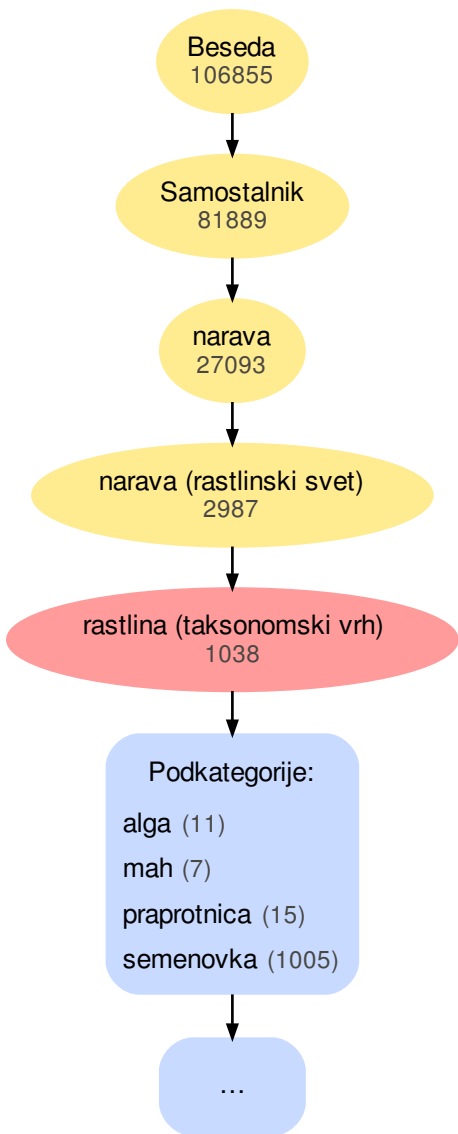 Beseda
106855
Samostalnik
81889
narava
27093
narava (rastlinski svet)
2987
rastlina (taksonomski vrh)
1038
Podkategorije:
alga (11)
mah (7)
praprotnica (15)
semenovka (1005)
...